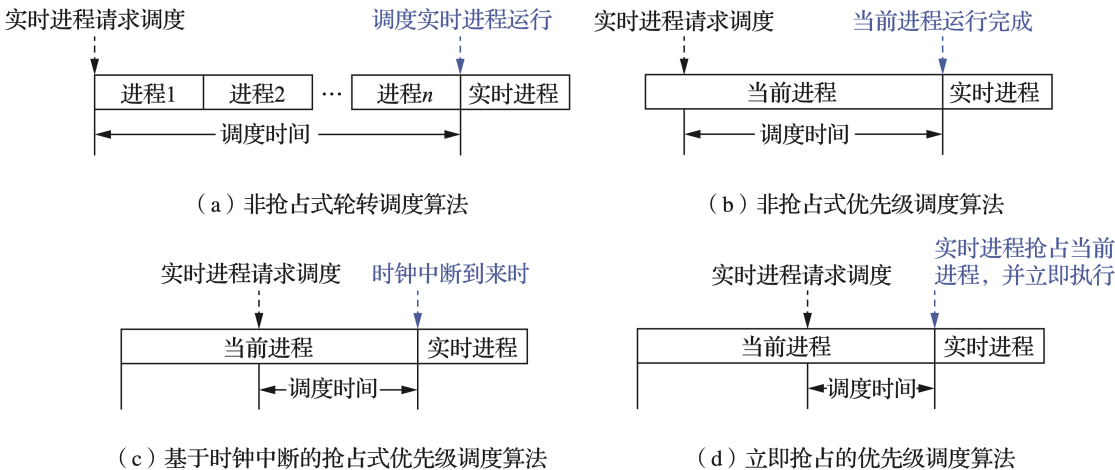 实时进程请求调度
调度实时进程运行
进程1
进程2
…
进程n
实时进程
调度时间
（a）非抢占式轮转调度算法
实时进程请求调度
当前进程运行完成
当前进程
实时进程
调度时间
（b）非抢占式优先级调度算法
实时进程请求调度
时钟中断到来时
当前进程
实时进程
调度时间
（c）基于时钟中断的抢占式优先级调度算法
实时进程请求调度
实时进程抢占当前
进程，并立即执行
当前进程
实时进程
调度时间
（d）立即抢占的优先级调度算法